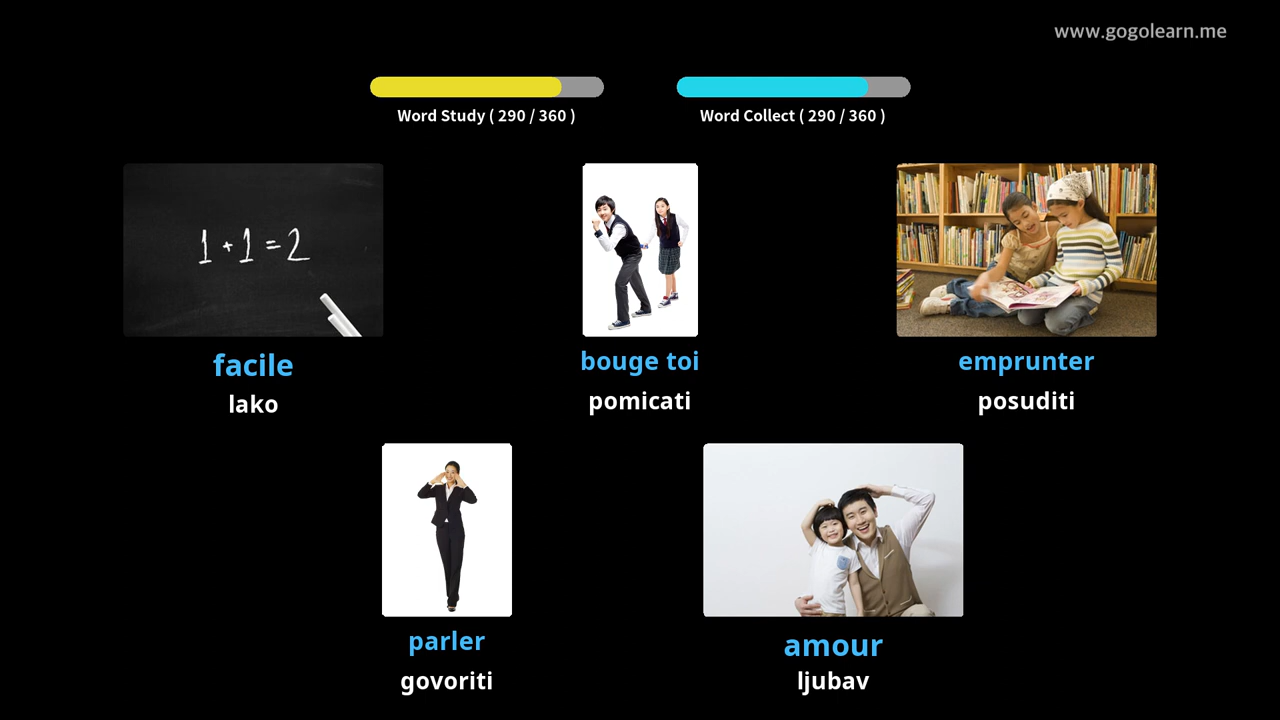 www.gogolearn.me
Word Study ( 290 / 360 )
Word Collect ( 290 / 360 )
1 + 1 = 2
facile
lako
bouge toi
pomicati
emprunter
posuditi
parler
govoriti
amour
ljubav